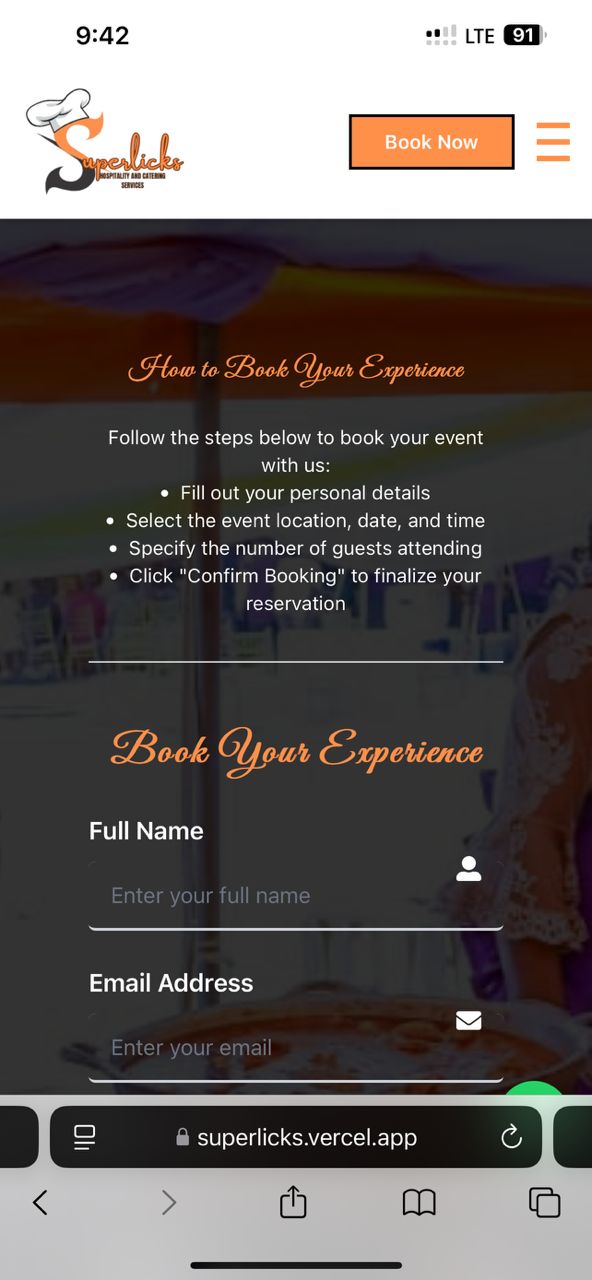 9:42
LTE
91
Superlicks
HOSPITALITY AND CATERING
SERVICES
Book Now
How to Book Your Experience
Follow the steps below to book your event
with us:
• Fill out your personal details
• Select the event location, date, and time
• Specify the number of guests attending
• Click "Confirm Booking" to finalize your
reservation
Book Your Experience
Full Name
Enter your full name
Email Address
Enter your email
superlicks.vercel.app